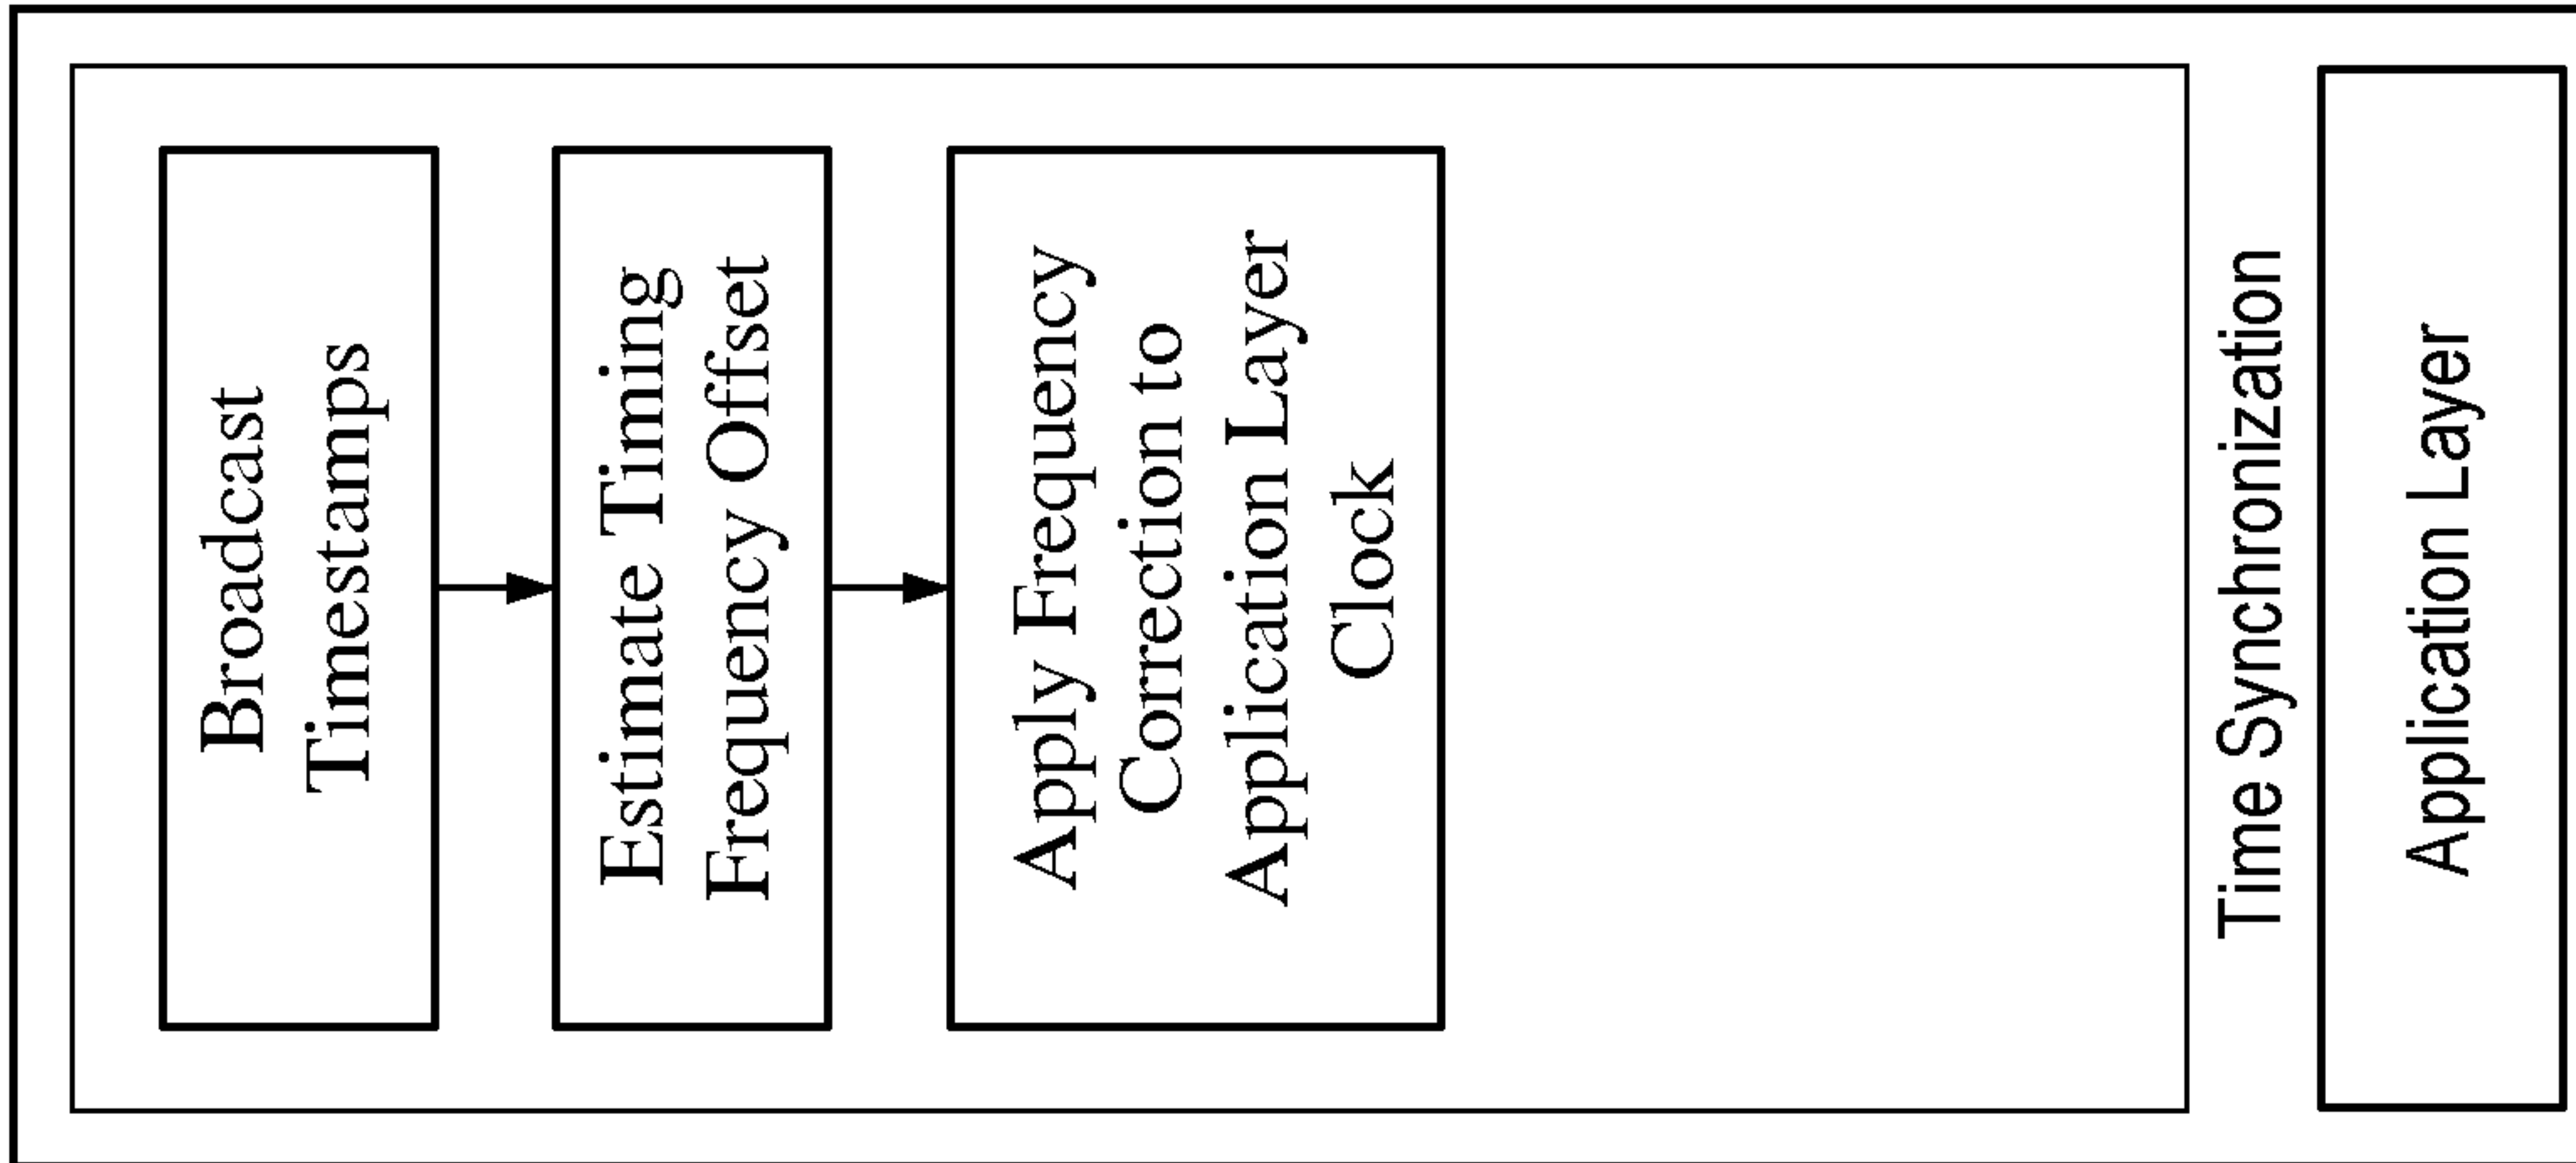 Broadcast
Timestamps
Estimate Timing
Frequency Offset
Apply Frequency
Correction to
Application Layer
Clock
Time Synchronization
Application Layer